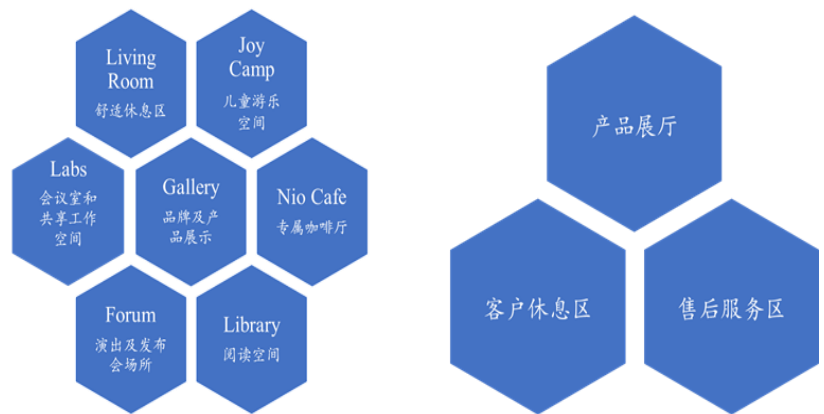 Living
Room
舒适休息区
Joy
Camp
儿童游乐
空间
Labs
会议室和
共享工作
空间
Gallery
品牌及产
品展示
Nio Cafe
专属咖啡厅
Forum
演出及发布
会场所
Library
阅读空间
产品展厅
客户休息区
售后服务区